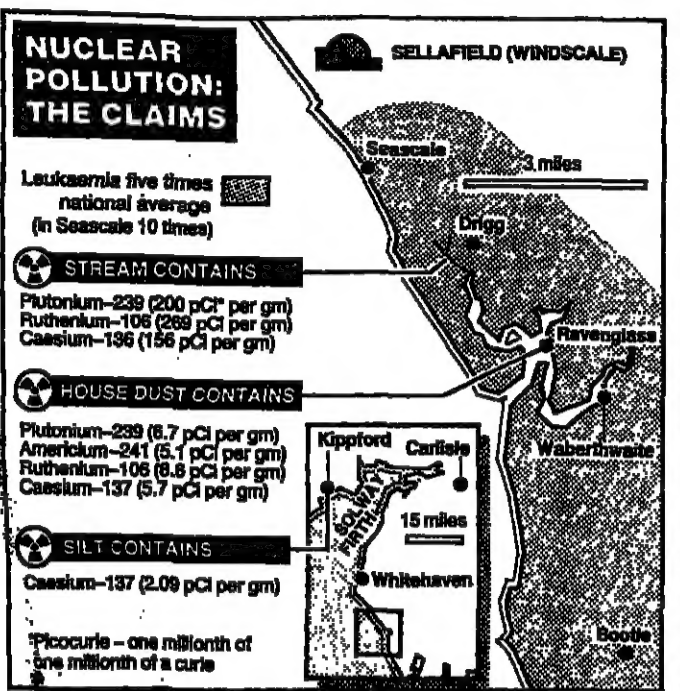 NUCLEAR
POLLUTION:
THE CLAIMS
SELLAFIELD (WINDSCALE)
Leukaemia five times
national average
(in Seascale 10 times)
STREAM CONTAINS
Plutonium–239 (200 pCi* per gm)
Ruthenium–106 (269 pCi per gm)
Caesium–136 (156 pCi per gm)
HOUSE DUST CONTAINS
Plutonium–239 (6.7 pCi per gm)
Americium–241 (5.1 pCi per gm)
Ruthenium–106 (8.6 pCi per gm)
Caesium–137 (5.7 pCi per gm)
SILT CONTAINS
Caesium–137 (2.09 pCi per gm)
*Picocurie – one millionth of
one millionth of a curie
Seascale
3 miles
Drigg
Ravenglass
Waberthwaite
Bootle
Kippford
Carlisle
SOLWAY
FIRTH
15 miles
Whitehaven